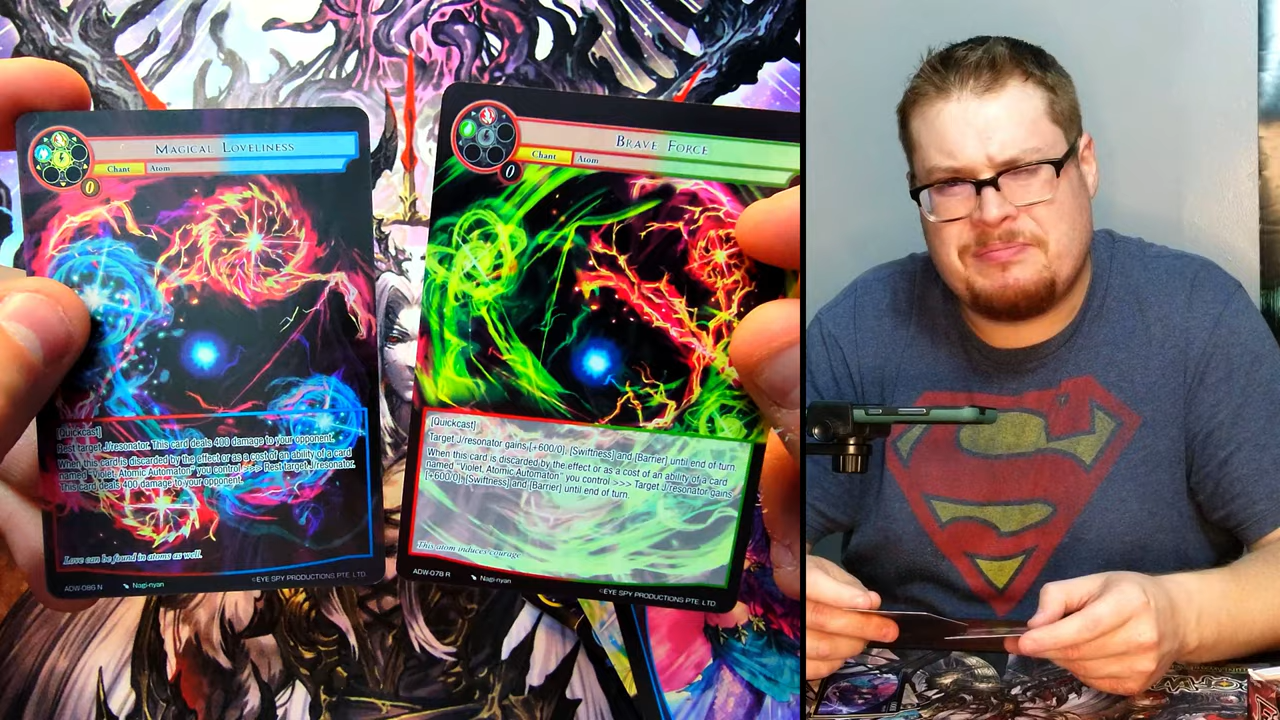 MAGICAL LOVELINESS
Chant Atom
0
[Quickcast]
Rest target J/resonator. This card deals 400 damage to your opponent.
When this card is discarded by the effect or as a cost of an ability of a card
named "Violet, Atomic Automaton" you control >>> Rest target J/resonator.
This card deals 400 damage to your opponent.
Love can be found in atoms as well.
ADW-086 N Nagi-nyan
©EYE SPY PRODUCTIONS PTE. LTD.
BRAVE FORCE
Chant Atom
0
[Quickcast]
Target J/resonator gains [+600/0], [Swiftness] and [Barrier] until end of turn.
When this card is discarded by the effect or as a cost of an ability of a card
named "Violet, Atomic Automaton" you control >>> Target J/resonator gains
[+600/0], [Swiftness] and [Barrier] until end of turn.
This atom induces courage.
ADW-078 R Nagi-nyan
©EYE SPY PRODUCTIONS PTE. LTD.